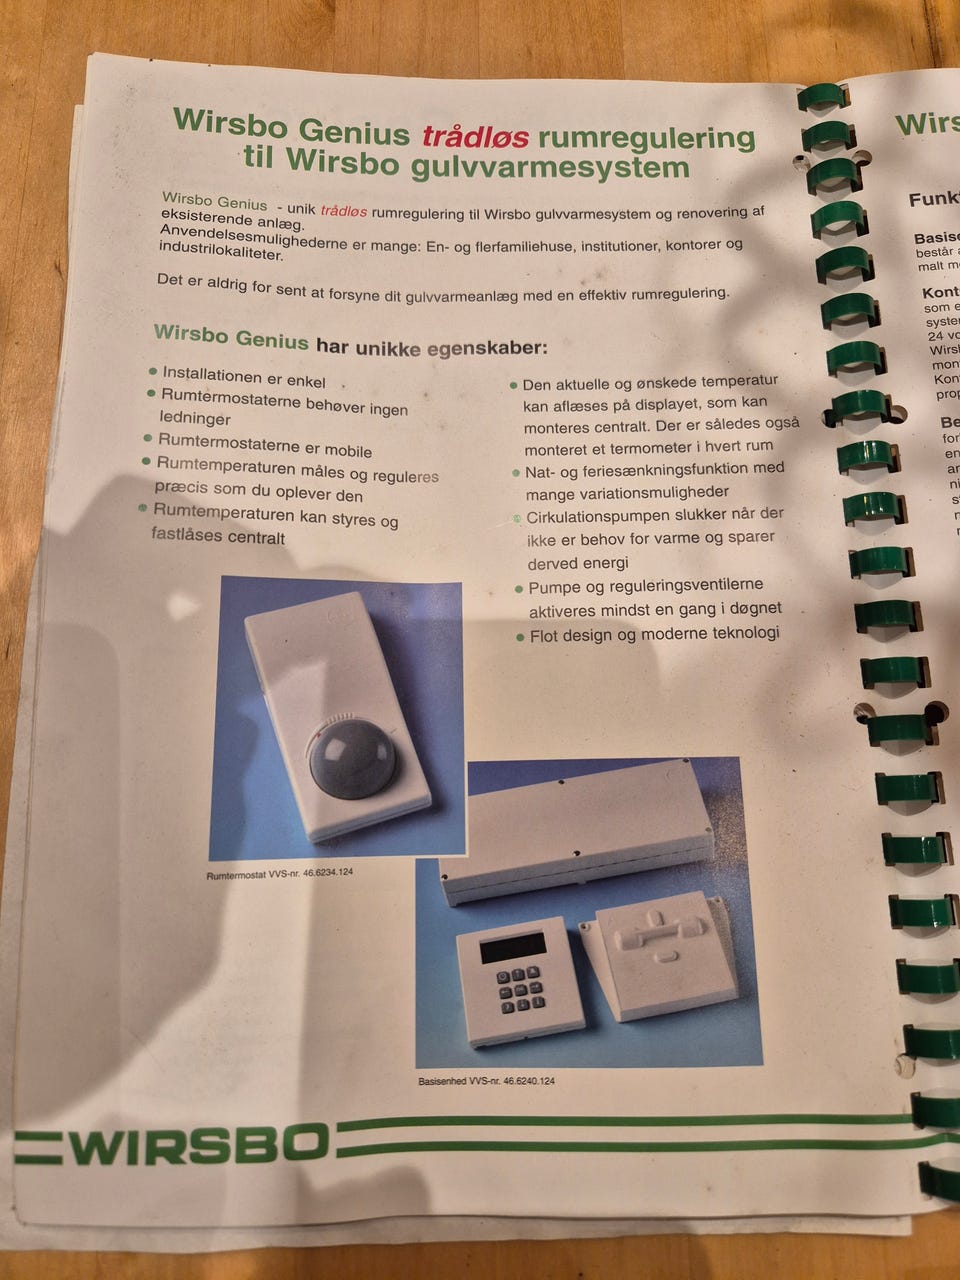 Wirsbo Genius trådløs rumregulering
til Wirsbo gulvvarmesystem
Wirsbo Genius - unik trådløs rumregulering til Wirsbo gulvvarmesystem og renovering af
eksisterende anlæg.
Anvendelsesmulighederne er mange: En- og flerfamiliehuse, institutioner, kontorer og
industrilokaliteter.
Det er aldrig for sent at forsyne dit gulvvarmeanlæg med en effektiv rumregulering.
Wirsbo Genius har unikke egenskaber:
• Installationen er enkel
• Rumtermostaterne behøver ingen
ledninger
• Rumtermostaterne er mobile
• Rumtemperaturen måles og reguleres
præcis som du oplever den
• Rumtemperaturen kan styres og
fastlåses centralt
• Den aktuelle og ønskede temperatur
kan aflæses på displayet, som kan
monteres centralt. Der er således også
monteret et termometer i hvert rum
• Nat- og feriesænkningsfunktion med
mange variationsmuligheder
• Cirkulationspumpen slukker når der
ikke er behov for varme og sparer
derved energi
• Pumpe og reguleringsventilerne
aktiveres mindst en gang i døgnet
• Flot design og moderne teknologi
Rumtermostat VVS-nr. 46.6234.124
Basisenhed VVS-nr. 46.6240.124
WIRSBO
Wirs
Funkt
Basise
består a
malt me
Kont
som e
syster
24 vo
Wirsl
mon
Kon
prop
Be
for
en